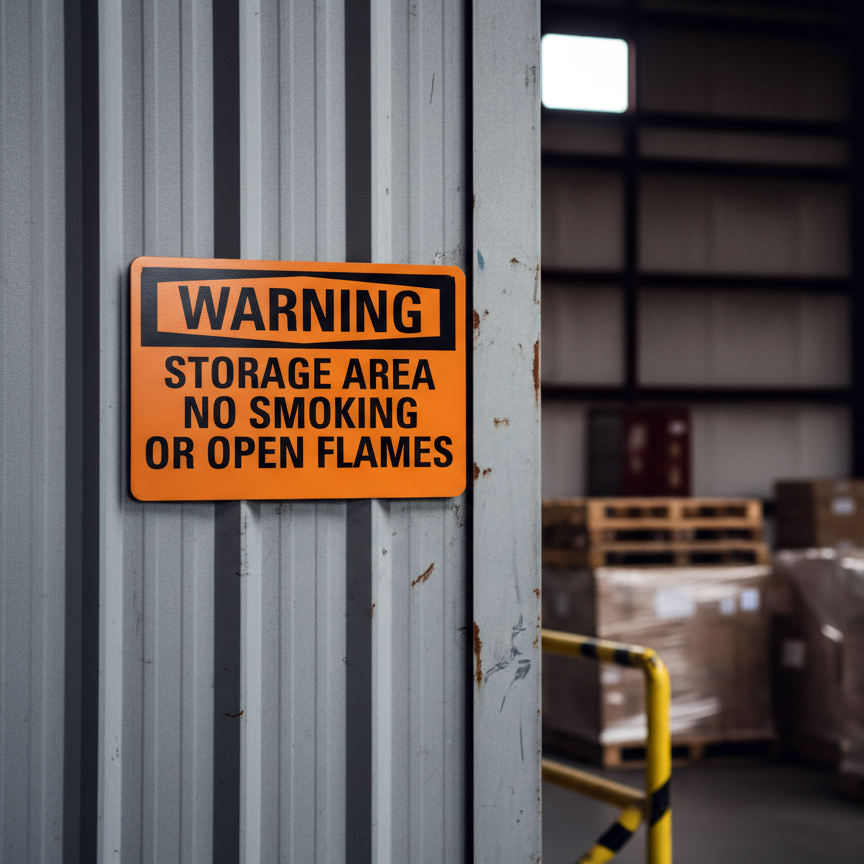 WARNING
STORAGE AREA
NO SMOKING
OR OPEN FLAMES